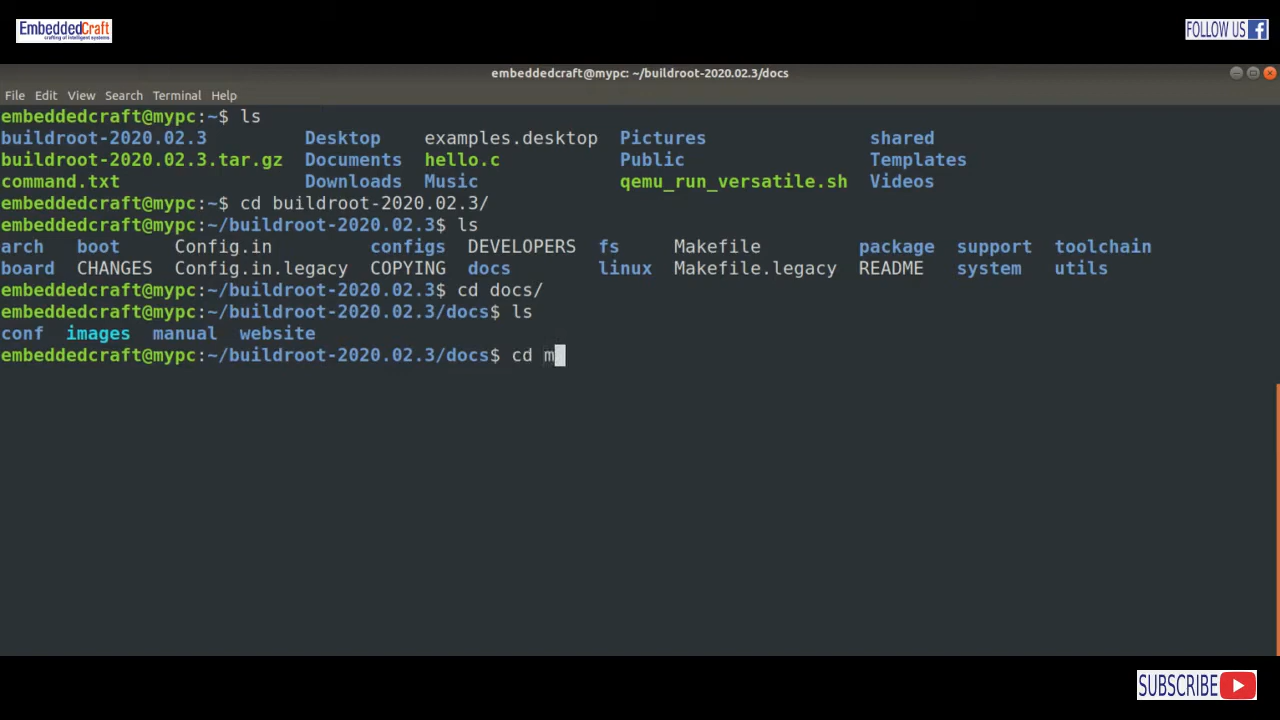 EmbeddedCraft
crafting of intelligent systems
FOLLOW US f
embeddedcraft@mypc: ~/buildroot-2020.02.3/docs
File Edit View Search Terminal Help
embeddedcraft@mypc:~$ ls
buildroot-2020.02.3 Desktop examples.desktop Pictures shared
buildroot-2020.02.3.tar.gz Documents hello.c Public Templates
command.txt Downloads Music qemu_run_versatile.sh Videos
embeddedcraft@mypc:~$ cd buildroot-2020.02.3/
embeddedcraft@mypc:~/buildroot-2020.02.3$ ls
arch boot Config.in configs DEVELOPERS fs Makefile package support toolchain
board CHANGES Config.in.legacy COPYING docs linux Makefile.legacy README system utils
embeddedcraft@mypc:~/buildroot-2020.02.3$ cd docs/
embeddedcraft@mypc:~/buildroot-2020.02.3/docs$ ls
conf images manual website
embeddedcraft@mypc:~/buildroot-2020.02.3/docs$ cd m
SUBSCRIBE